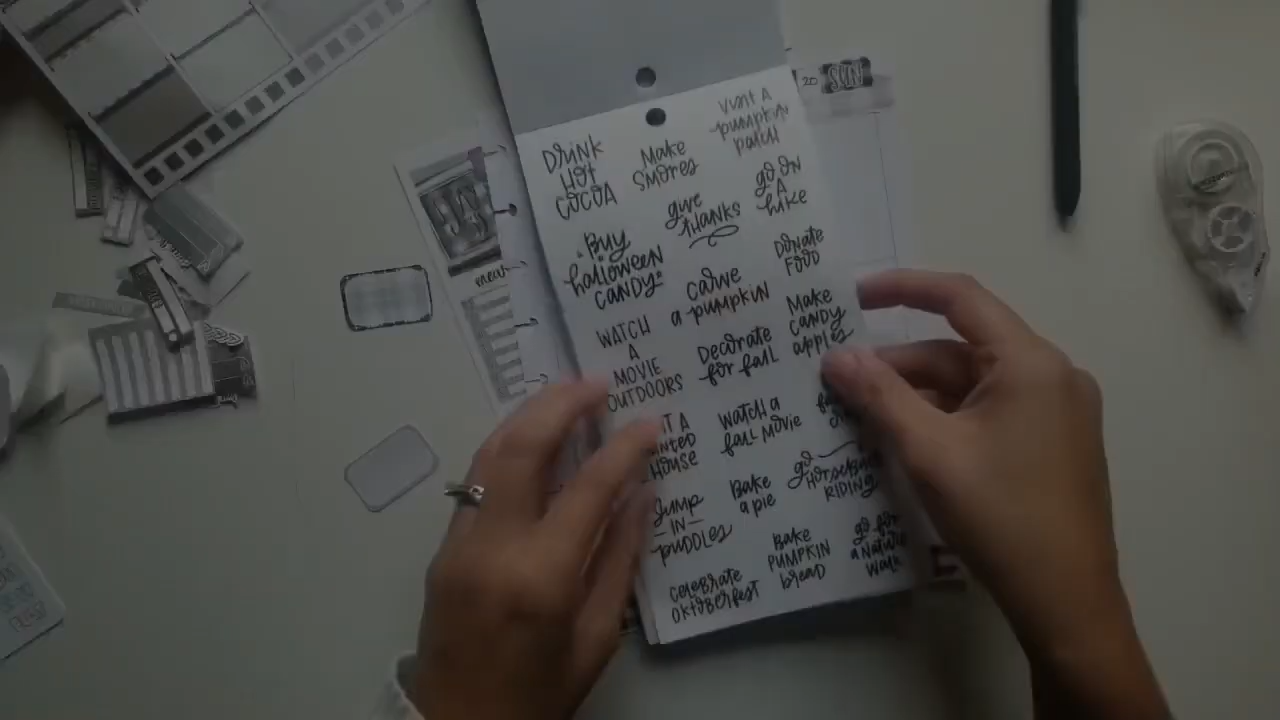 20 SUN
VISIT A
pumpkin
patch
DRINK
HOT
COCOA
Make
SMORES
go on
A
hike
give
THANKS
Buy
halloween
CANDY
DONATE
FOOD
carve
a pumpkin
Make
CANDY
apples
WATCH
A
MOVIE
OUTDOORS
Decorate
for fall
WATCH A
fall MOVIE
HOUSE
go
RIDING
Bake
a pie
JUMP
IN
PUDDLES
go for
a NATURE
WALK
Bake
PUMPKIN
bread
CELEBRATE
OKTOBERFEST